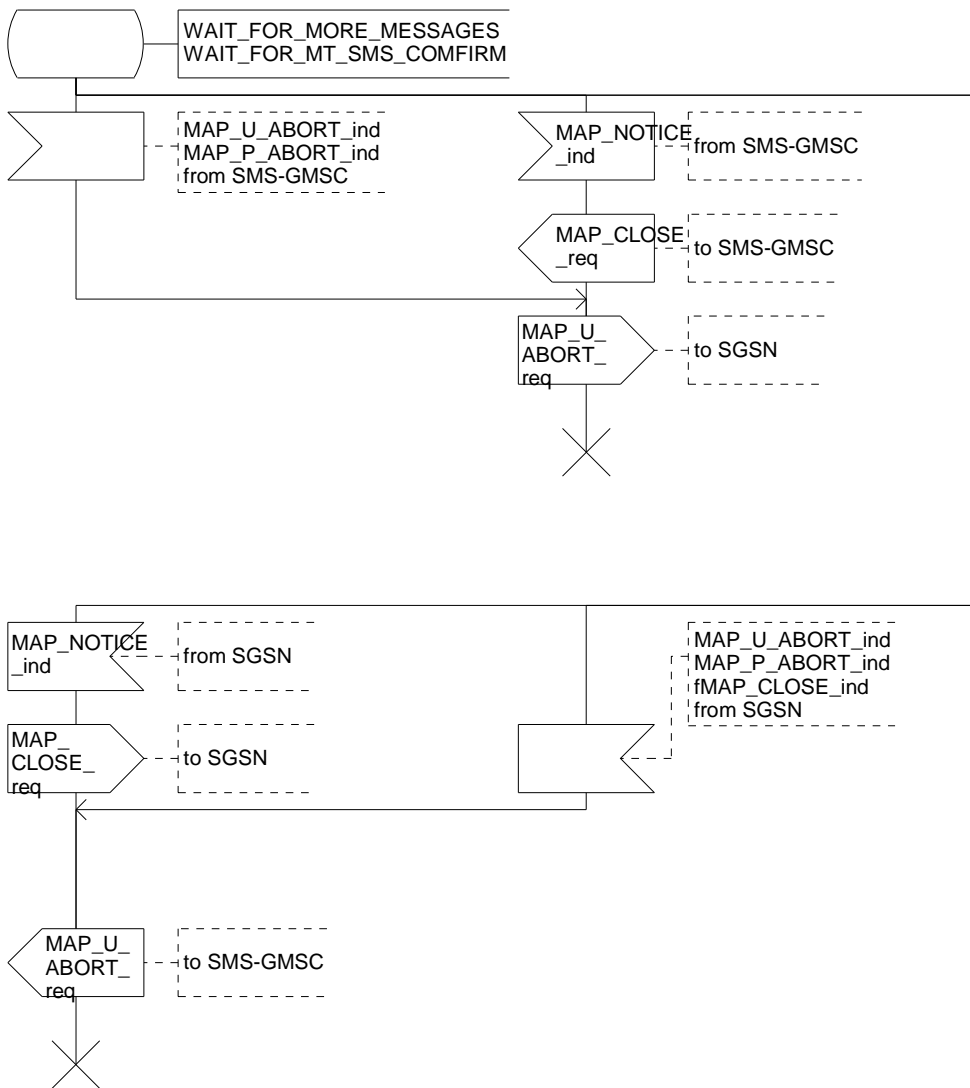 WAIT_FOR_MORE_MESSAGES
WAIT_FOR_MT_SMS_COMFIRM
MAP_U_ABORT_ind
MAP_P_ABORT_ind
from SMS-GMSC
MAP_NOTICE
_ind
from SMS-GMSC
MAP_CLOSE
_req
to SMS-GMSC
MAP_U_
ABORT_
req
to SGSN
MAP_NOTICE
_ind
from SGSN
MAP_U_ABORT_ind
MAP_P_ABORT_ind
fMAP_CLOSE_ind
from SGSN
MAP_
CLOSE_
req
to SGSN
MAP_U_
ABORT_
req
to SMS-GMSC